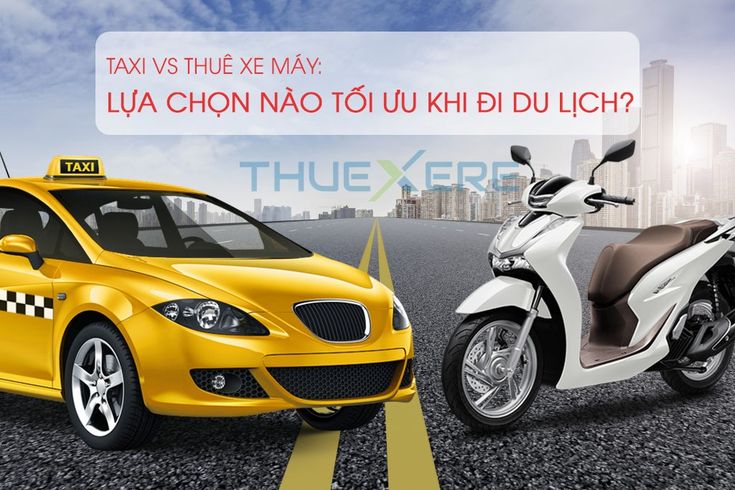 TAXI VS THUÊ XE MÁY:
LỰA CHỌN NÀO TỐI ƯU KHI ĐI DU LỊCH?
THUEXERE
TAXI